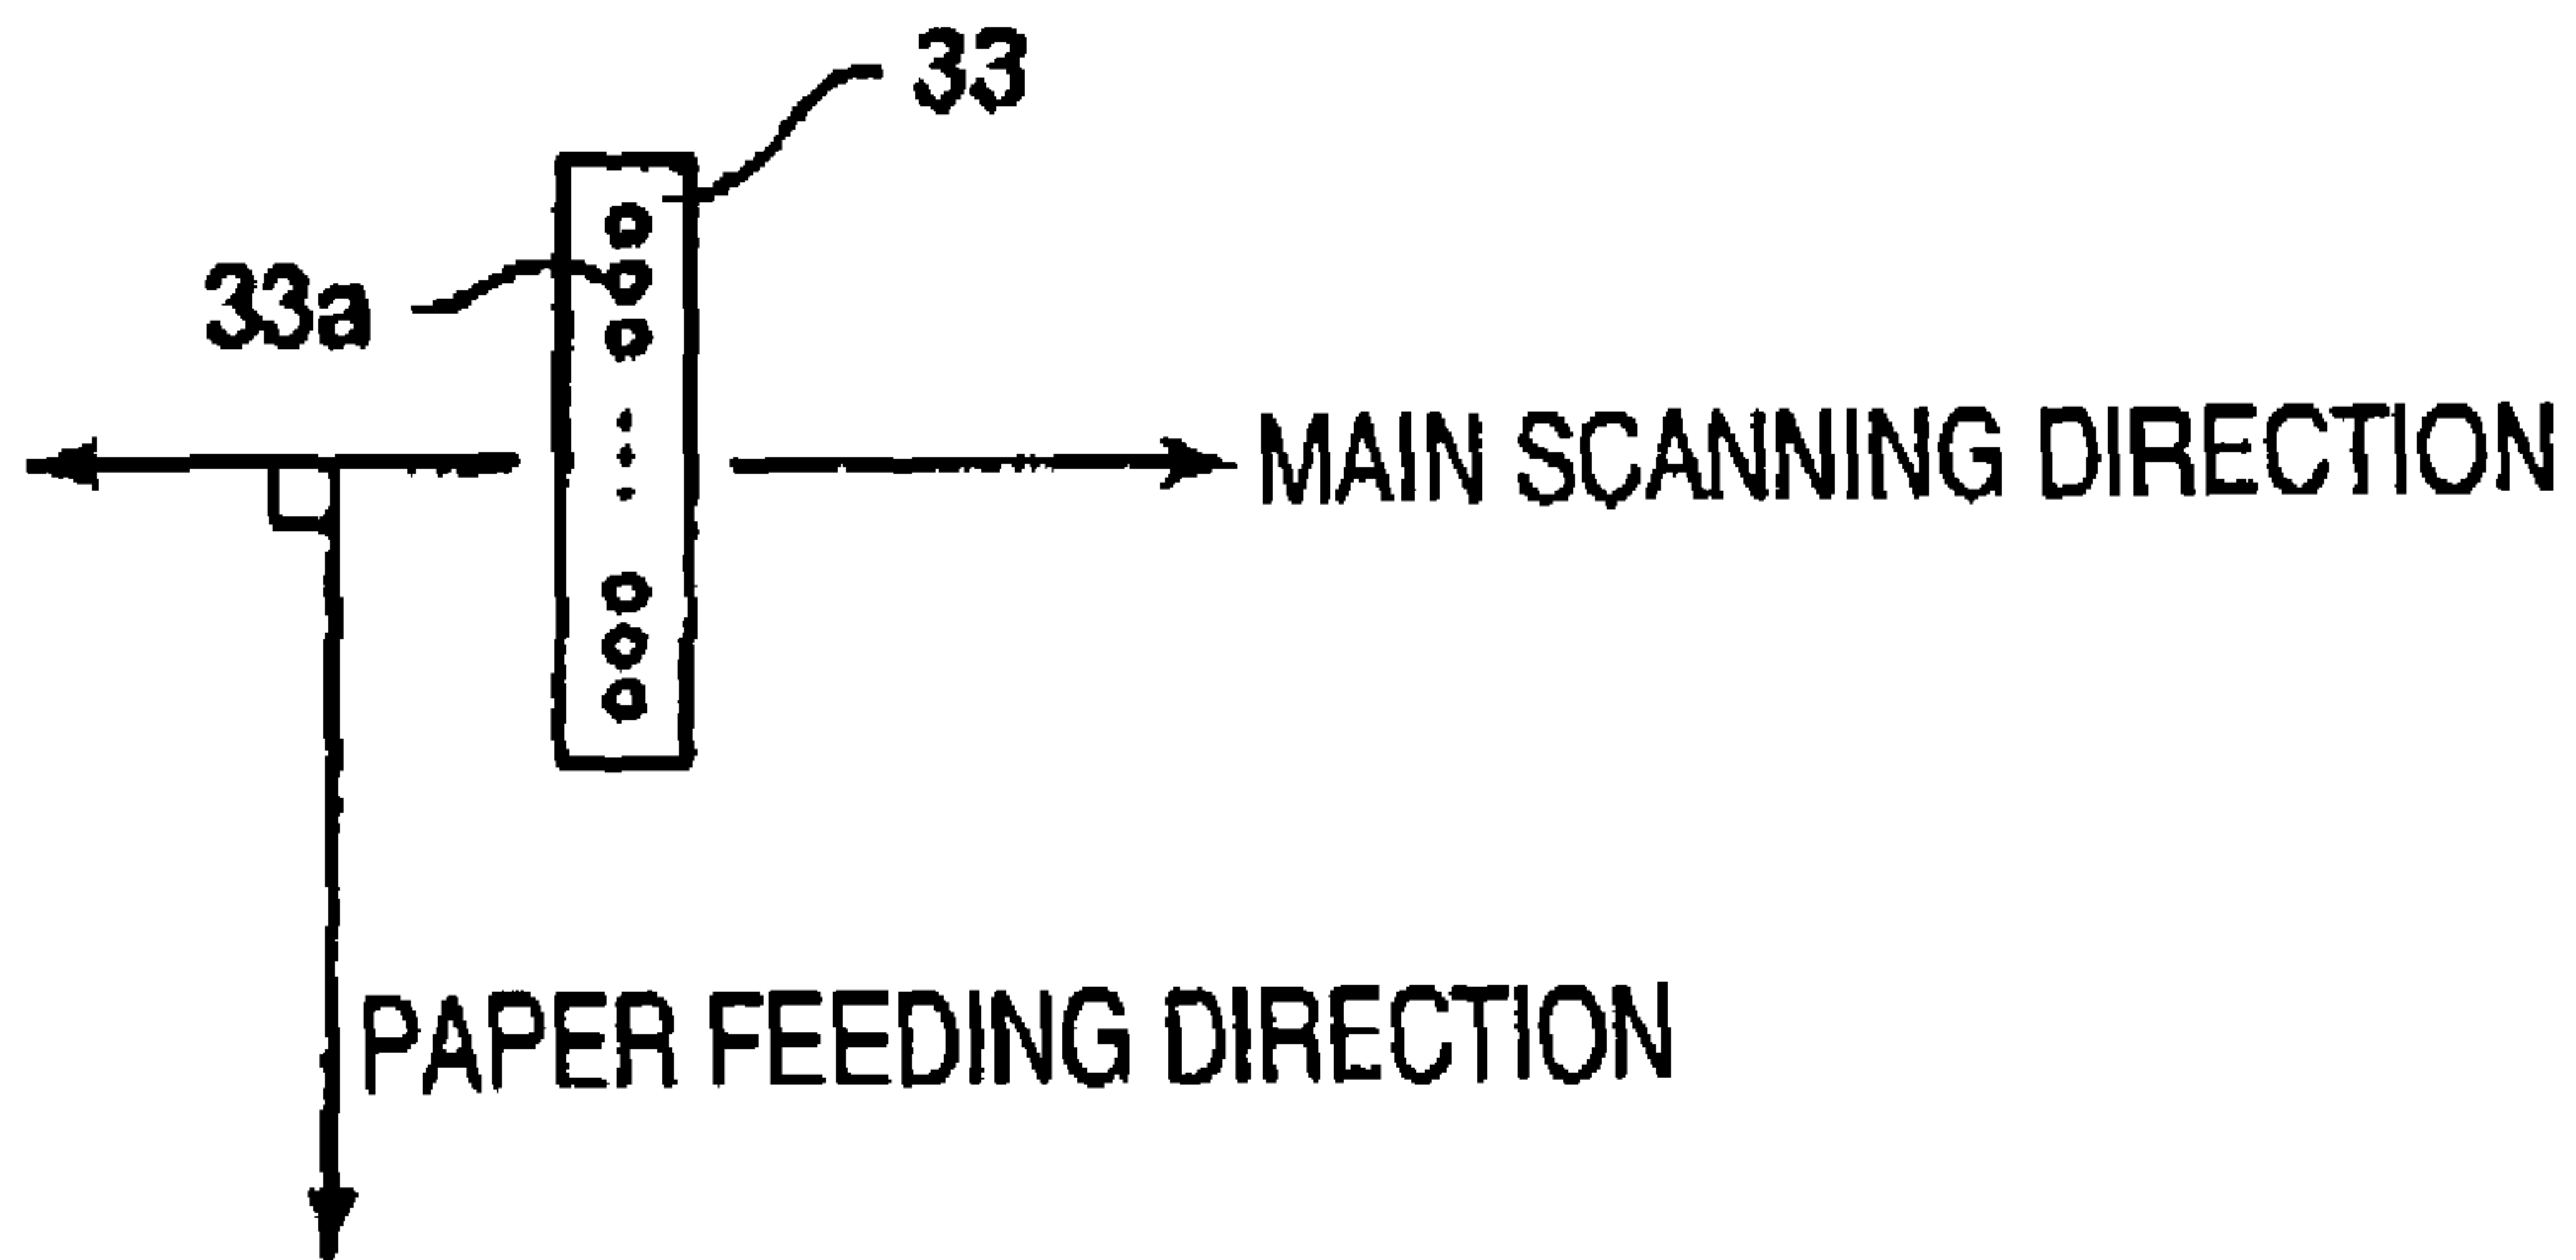 33
33a
MAIN SCANNING DIRECTION
PAPER FEEDING DIRECTION